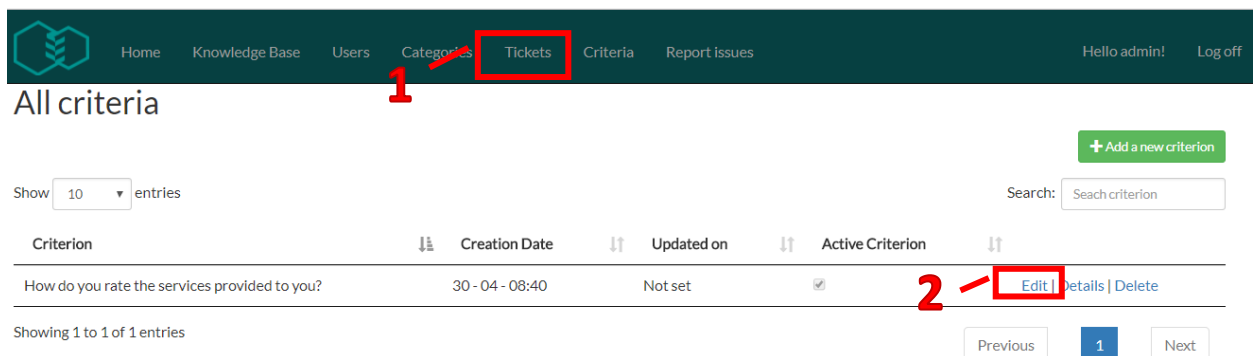 Home Knowledge Base Users Categories Tickets Criteria Report issues Hello admin! Log off
1
All criteria
Add a new criterion
Show 10 entries Search: Seach criterion
Criterion Creation Date Updated on Active Criterion
How do you rate the services provided to you? 30 - 04 - 08:40 Not set Edit | Details | Delete
2
Showing 1 to 1 of 1 entries
Previous 1 Next